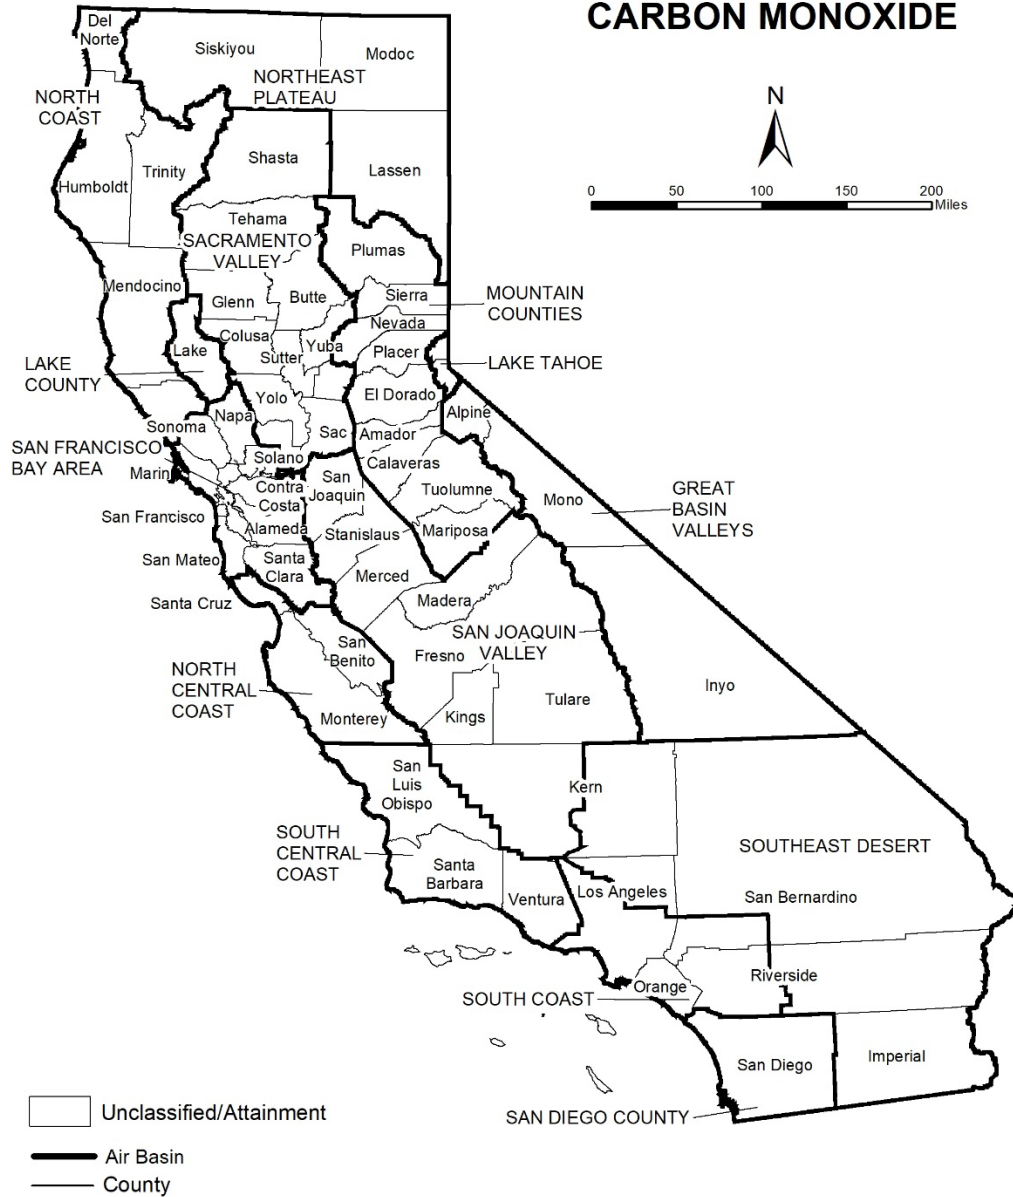 CARBON MONOXIDE
Del
Norte
Siskiyou
Modoc
NORTHEAST
PLATEAU
NORTH
COAST
N
Shasta
Trinity
Lassen
Humboldt
0 50 100 150 200
Miles
Tehama
SACRAMENTO
VALLEY
Plumas
Mendocino
Glenn
Butte
Sierra
MOUNTAIN
COUNTIES
Nevada
Colusa
Yuba
Sutter
Placer
Lake
LAKE TAHOE
LAKE
COUNTY
Yolo
El Dorado
Napa
Alpine
Sonoma
Sac
Amador
SAN FRANCISCO
BAY AREA
Solano
Calaveras
Marin
San
Joaquin
Contra
Costa
Tuolumne
Mono
GREAT
BASIN
VALLEYS
San Francisco
Alameda
Stanislaus
Mariposa
San Mateo
Santa
Clara
Merced
Santa Cruz
Madera
SAN JOAQUIN
VALLEY
San
Benito
Fresno
NORTH
CENTRAL
COAST
Inyo
Tulare
Monterey
Kings
San
Luis
Obispo
Kern
SOUTH
CENTRAL
COAST
SOUTHEAST DESERT
Santa
Barbara
Ventura
Los Angeles
San Bernardino
Riverside
Orange
SOUTH COAST
San Diego
Imperial
SAN DIEGO COUNTY
Unclassified/Attainment
Air Basin
County